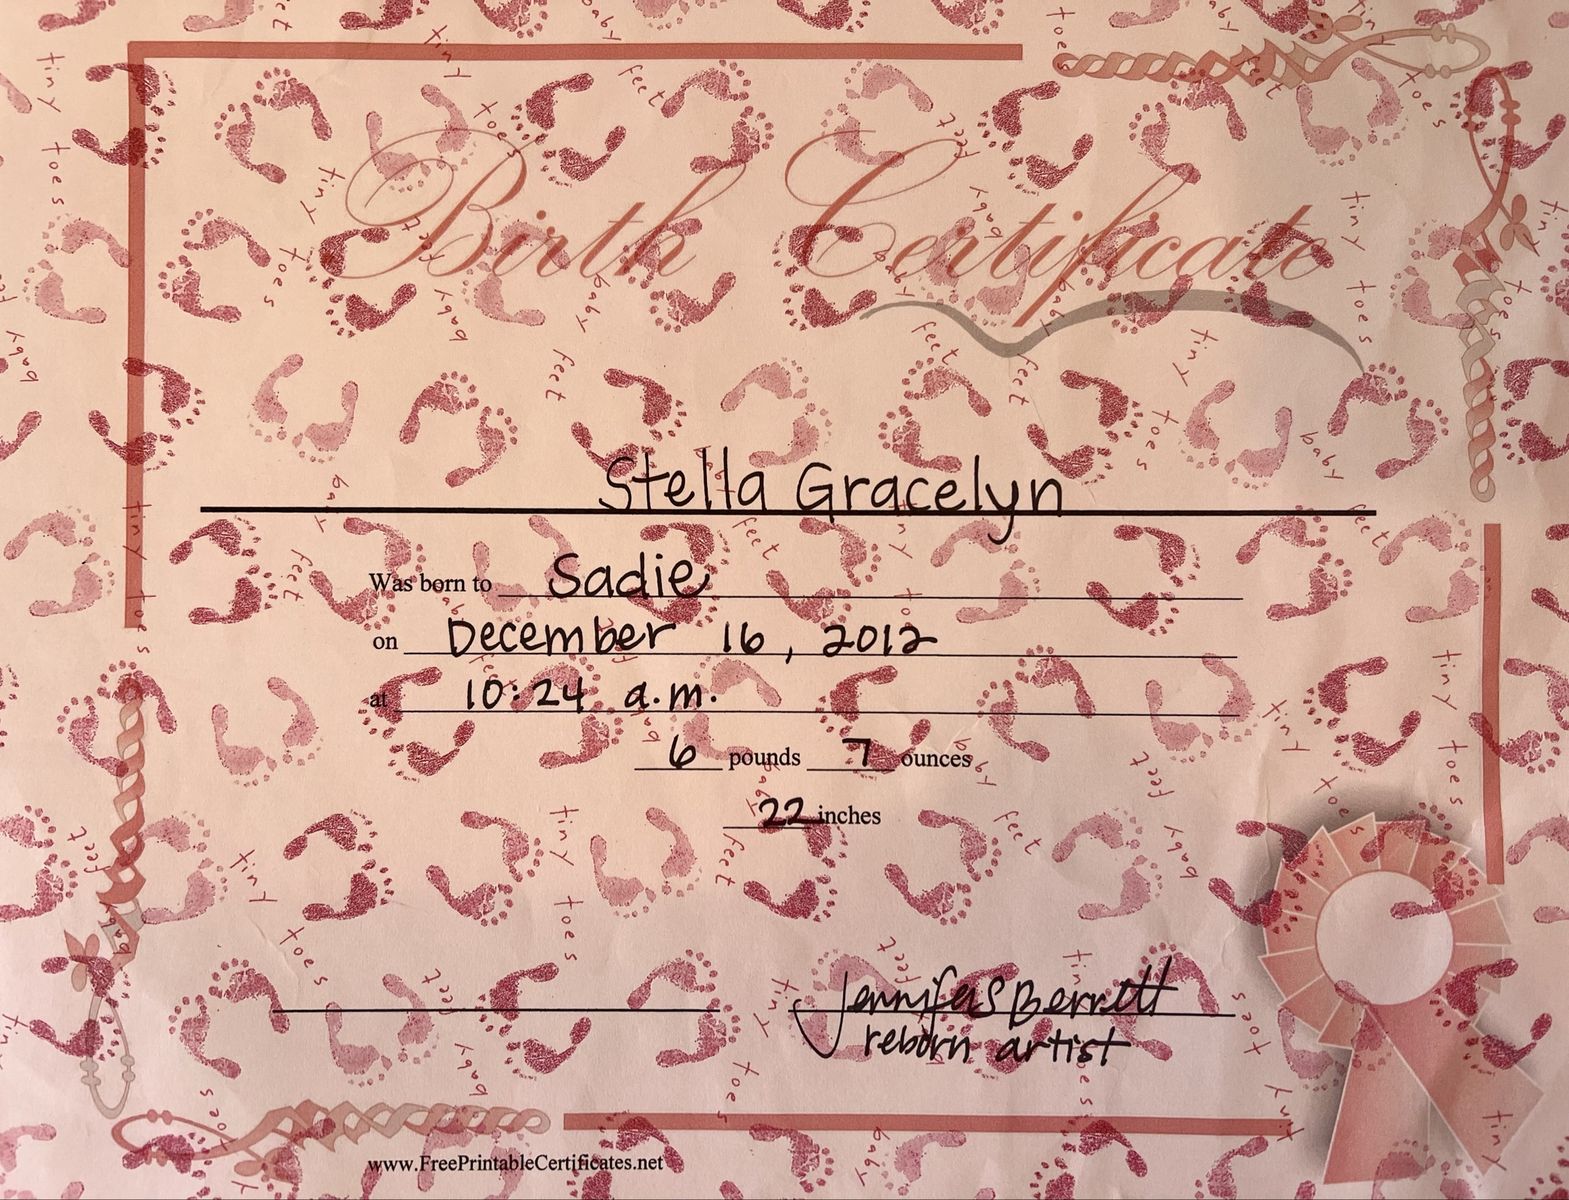 Birth Certificate
Stella Gracelyn
Was born to Sadie
on December 16, 2012
at 10:24 a.m.
6 pounds 7 ounces
22 inches
Jennifer S Berrett
reborn artist
www.FreePrintableCertificates.net